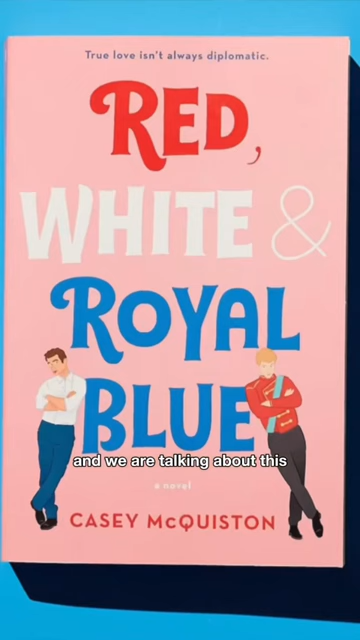 True love isn't always diplomatic.
RED,
WHITE &
ROYAL
BLUE
and we are talking about this
a novel
CASEY McQUISTON